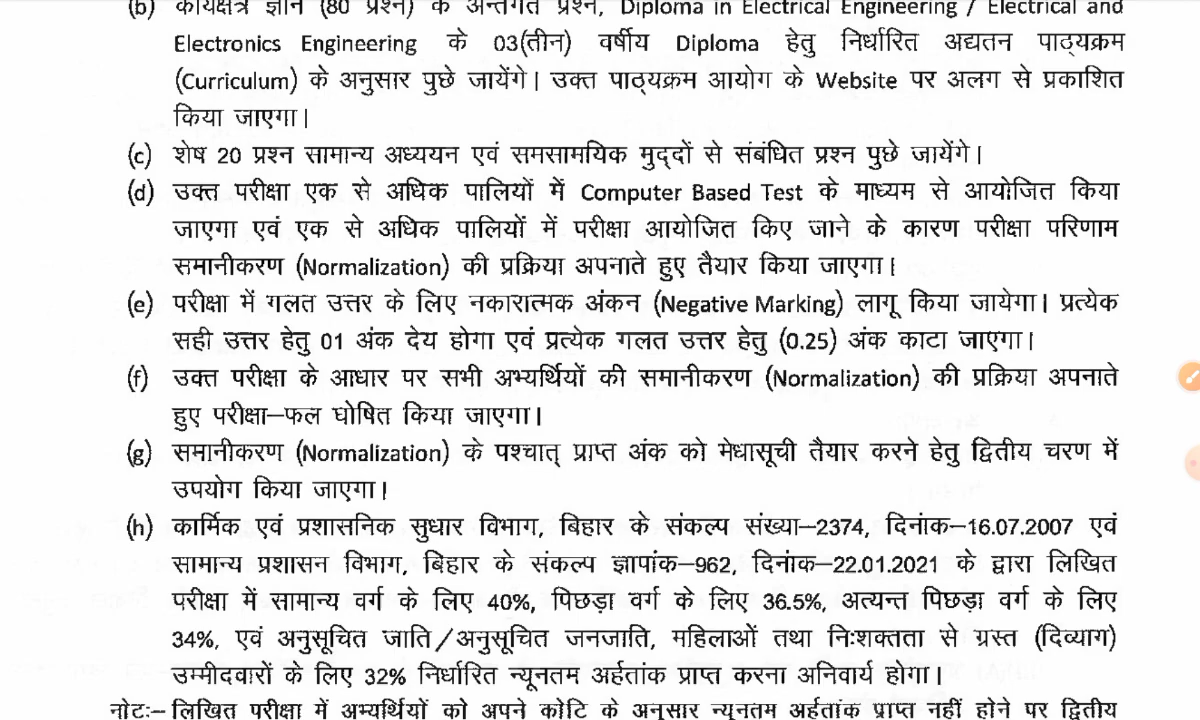 (b) कार्यक्षेत्र ज्ञान (80 प्रश्न) के अन्तर्गत प्रश्न, Diploma in Electrical Engineering / Electrical and
Electronics Engineering के 03(तीन) वर्षीय Diploma हेतु निर्धारित अद्यतन पाठ्यक्रम
(Curriculum) के अनुसार पुछे जायेंगे। उक्त पाठ्यक्रम आयोग के Website पर अलग से प्रकाशित
किया जाएगा।
(c) शेष 20 प्रश्न सामान्य अध्ययन एवं समसामयिक मुद्दों से संबंधित प्रश्न पुछे जायेंगे।
(d) उक्त परीक्षा एक से अधिक पालियों में Computer Based Test के माध्यम से आयोजित किया
जाएगा एवं एक से अधिक पालियों में परीक्षा आयोजित किए जाने के कारण परीक्षा परिणाम
समानीकरण (Normalization) की प्रक्रिया अपनाते हुए तैयार किया जाएगा।
(e) परीक्षा में गलत उत्तर के लिए नकारात्मक अंकन (Negative Marking) लागू किया जायेगा। प्रत्येक
सही उत्तर हेतु 01 अंक देय होगा एवं प्रत्येक गलत उत्तर हेतु (0.25) अंक काटा जाएगा।
(f) उक्त परीक्षा के आधार पर सभी अभ्यर्थियों की समानीकरण (Normalization) की प्रक्रिया अपनाते
हुए परीक्षा–फल घोषित किया जाएगा।
(g) समानीकरण (Normalization) के पश्चात् प्राप्त अंक को मेधासूची तैयार करने हेतु द्वितीय चरण में
उपयोग किया जाएगा।
(h) कार्मिक एवं प्रशासनिक सुधार विभाग, बिहार के संकल्प संख्या–2374, दिनांक–16.07.2007 एवं
सामान्य प्रशासन विभाग, बिहार के संकल्प ज्ञापांक–962, दिनांक–22.01.2021 के द्वारा लिखित
परीक्षा में सामान्य वर्ग के लिए 40%, पिछड़ा वर्ग के लिए 36.5%, अत्यन्त पिछड़ा वर्ग के लिए
34%, एवं अनुसूचित जाति/अनुसूचित जनजाति, महिलाओं तथा निःशक्तता से ग्रस्त (दिव्याग)
उम्मीदवारों के लिए 32% निर्धारित न्यूनतम अर्हतांक प्राप्त करना अनिवार्य होगा।
नोटः– लिखित परीक्षा में अभ्यर्थियों को अपने कोटि के अनुसार न्यूनतम अर्हतांक प्राप्त नहीं होने पर द्वितीय